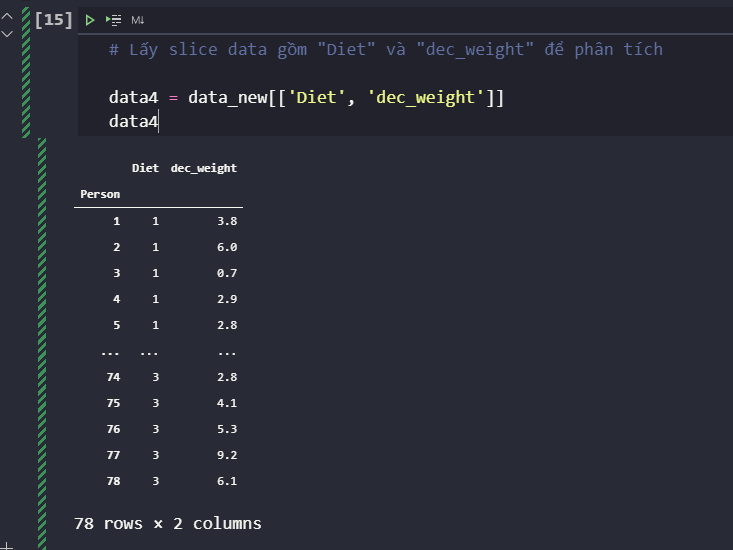 [15]
M↓
# Lấy slice data gồm "Diet" và "dec_weight" để phân tích
data4 = data_new[['Diet', 'dec_weight']]
data4
Diet dec_weight
Person
1 1 3.8
2 1 6.0
3 1 0.7
4 1 2.9
5 1 2.8
... ... ...
74 3 2.8
75 3 4.1
76 3 5.3
77 3 9.2
78 3 6.1
78 rows × 2 columns